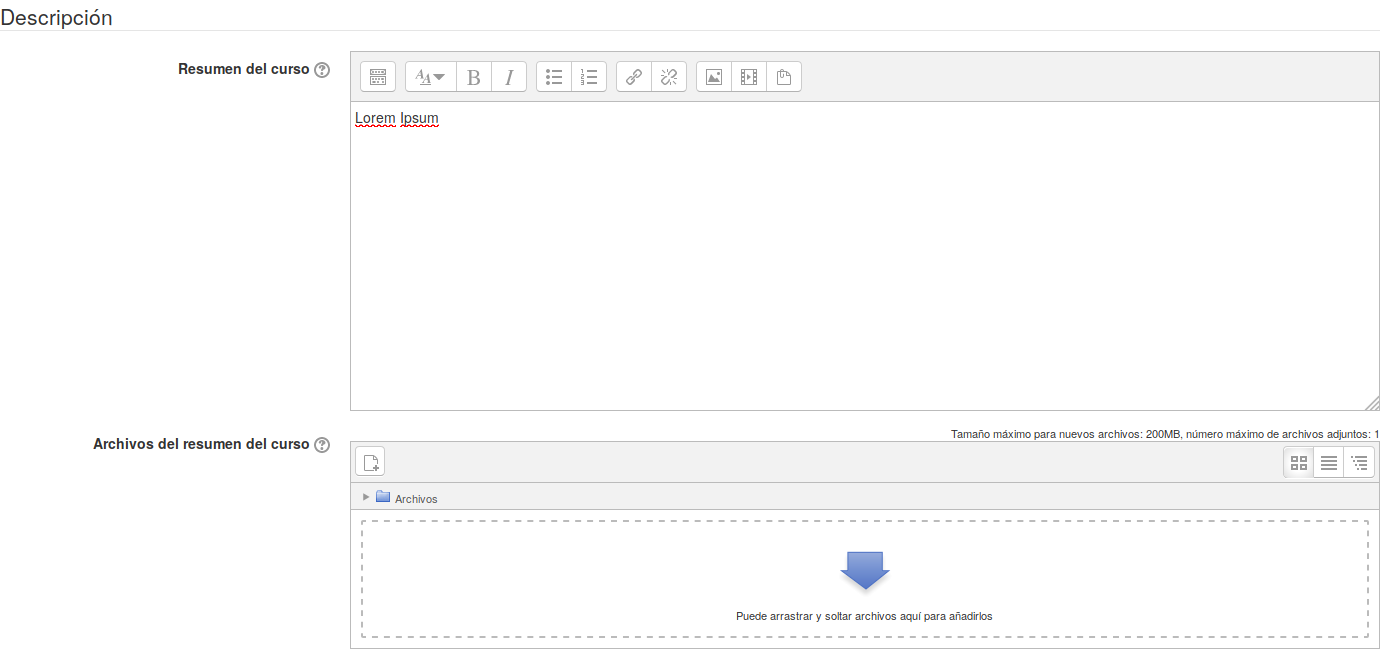 Descripción
Resumen del curso
Lorem Ipsum
Archivos del resumen del curso
Tamaño máximo para nuevos archivos: 200MB, número máximo de archivos adjuntos: 1
Archivos
Puede arrastrar y soltar archivos aquí para añadirlos